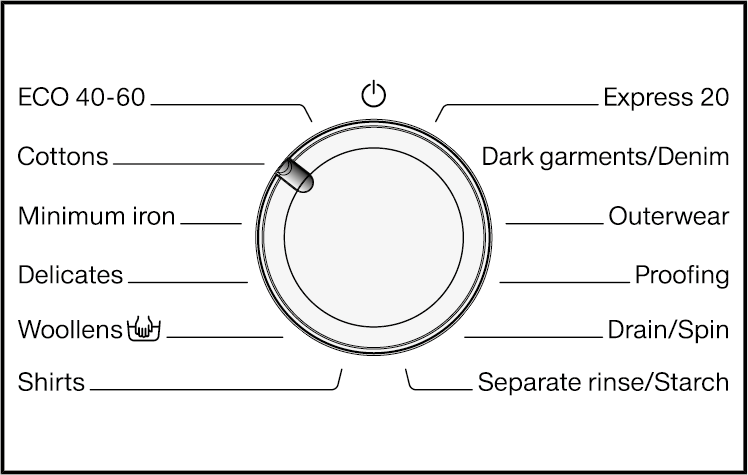 ECO 40-60
Express 20
Cottons
Dark garments/Denim
Minimum iron
Outerwear
Delicates
Proofing
Woollens
Drain/Spin
Shirts
Separate rinse/Starch